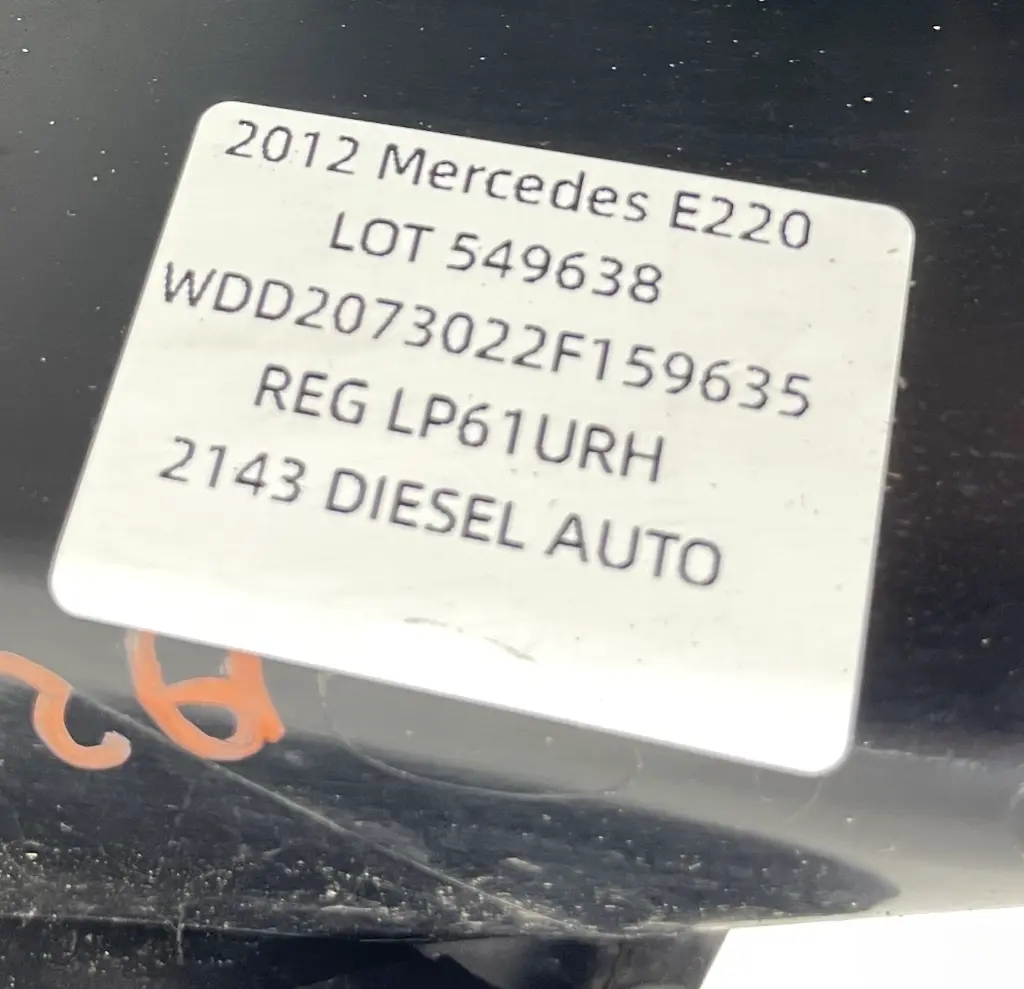 2012 Mercedes E220
LOT 549638
WDD2073022F159635
REG LP61URH
2143 DIESEL AUTO